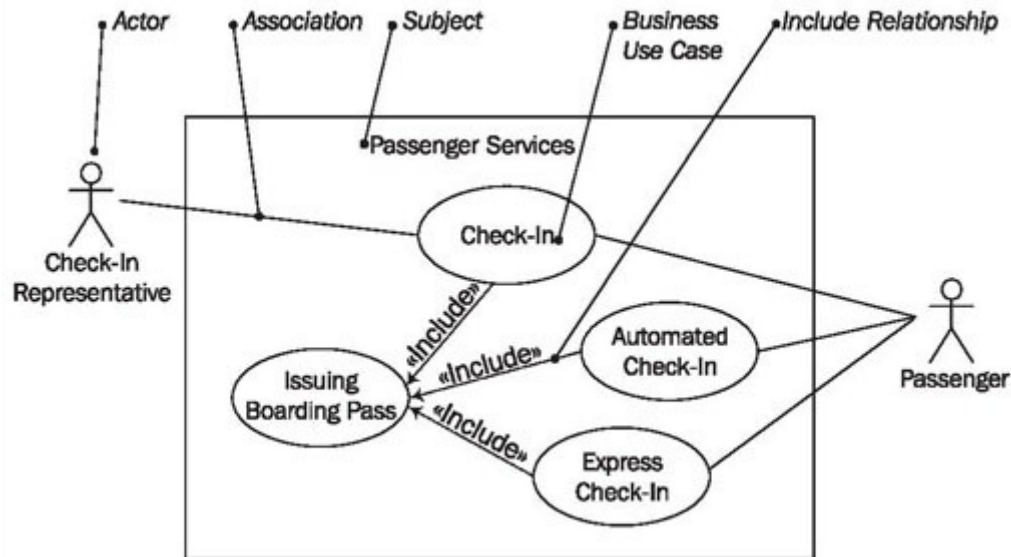 Actor
Association
Subject
Business
Use Case
Include Relationship
Passenger Services
Check-In
Check-In
Representative
«Include»
«Include»
Automated
Check-In
Passenger
Issuing
Boarding Pass
«Include»
Express
Check-In